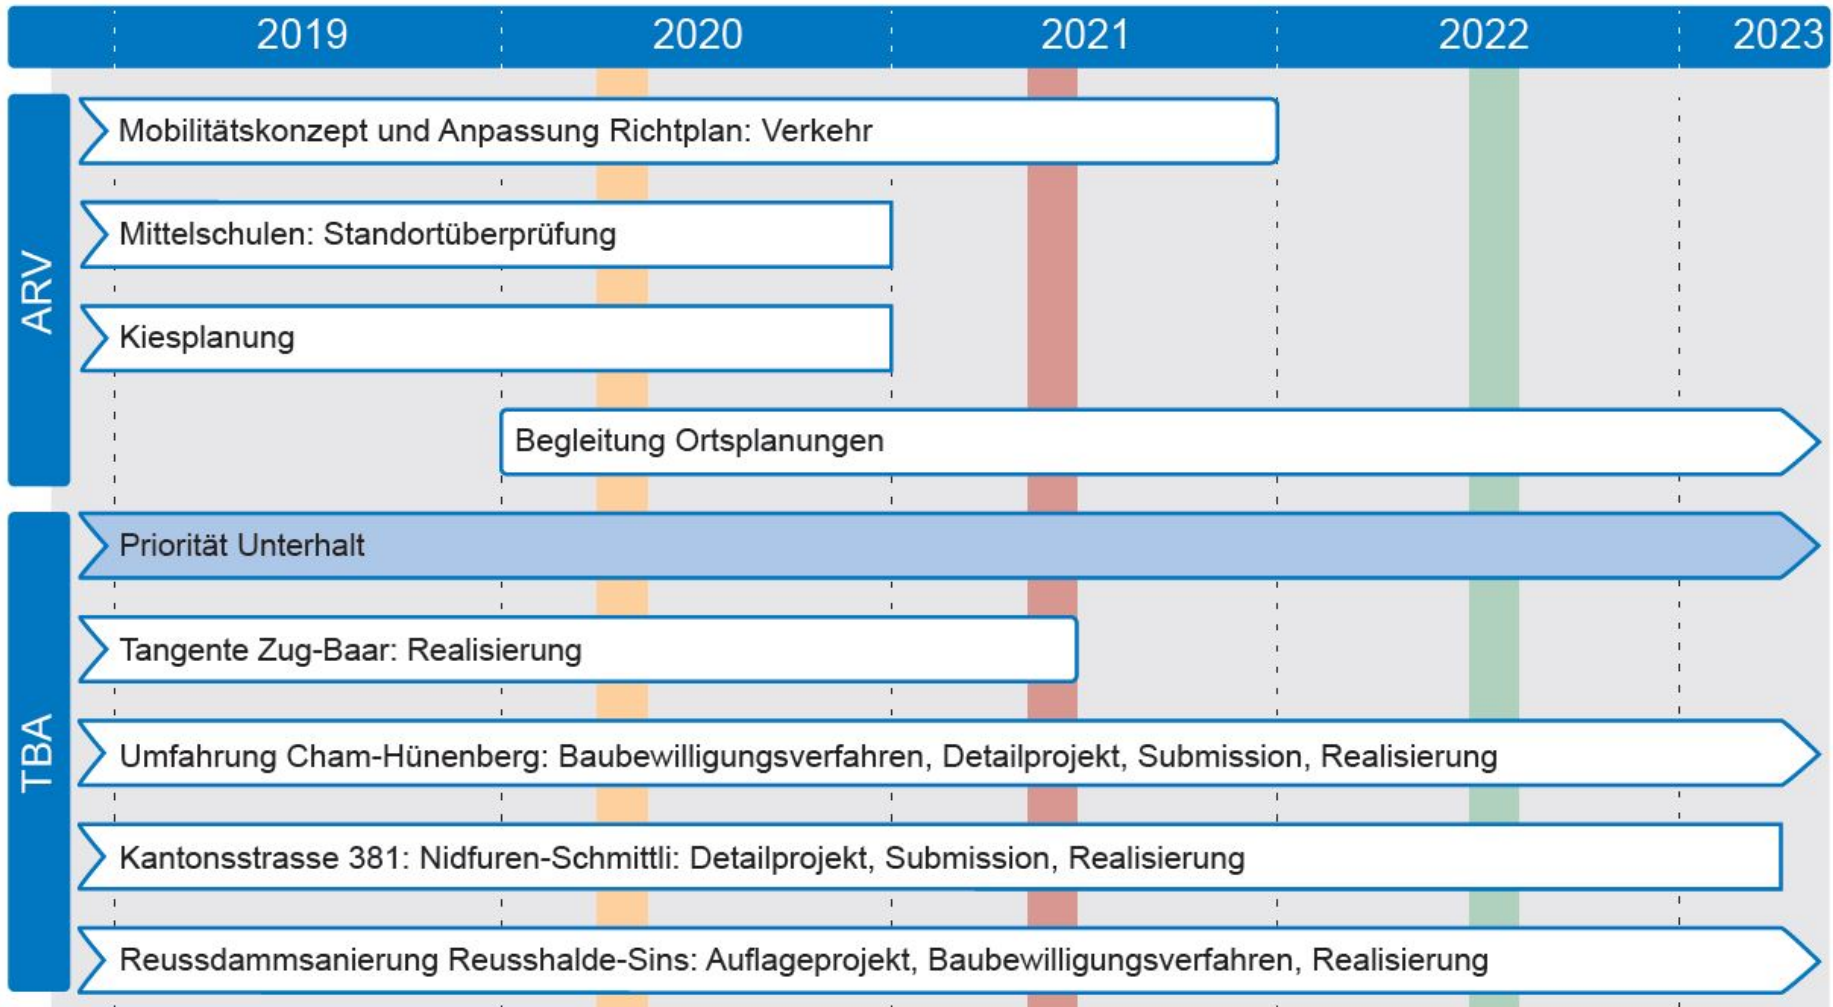 2019 2020 2021 2022 2023
ARV
Mobilitätskonzept und Anpassung Richtplan: Verkehr
Mittelschulen: Standortüberprüfung
Kiesplanung
Begleitung Ortsplanungen
TBA
Priorität Unterhalt
Tangente Zug-Baar: Realisierung
Umfahrung Cham-Hünenberg: Baubewilligungsverfahren, Detailprojekt, Submission, Realisierung
Kantonsstrasse 381: Nidfuren-Schmittli: Detailprojekt, Submission, Realisierung
Reussdammsanierung Reusshalde-Sins: Auflageprojekt, Baubewilligungsverfahren, Realisierung